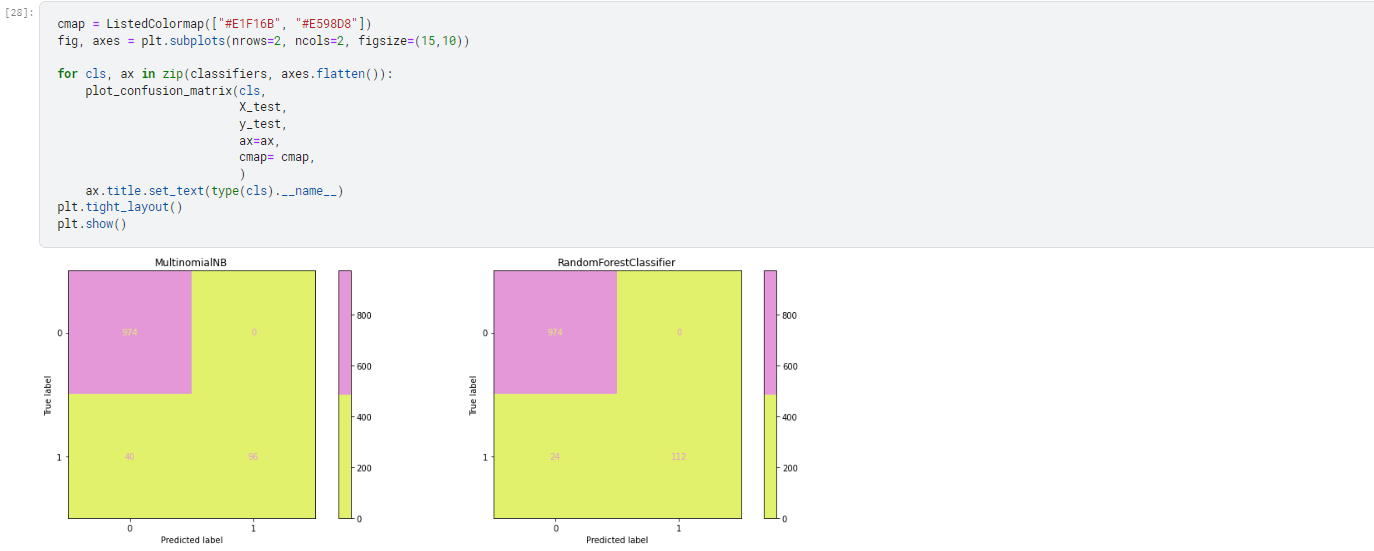 [28]:
cmap = ListedColormap(["#E1F16B", "#E598D8"])
fig, axes = plt.subplots(nrows=2, ncols=2, figsize=(15,10))
for cls, ax in zip(classifiers, axes.flatten()):
plot_confusion_matrix(cls,
X_test,
y_test,
ax=ax,
cmap= cmap,
)
ax.title.set_text(type(cls).__name__)
plt.tight_layout()
plt.show()
MultinomialNB
True label
0
1
974
0
40
96
0
1
Predicted label
800
600
400
200
0
RandomForestClassifier
True label
0
1
974
0
24
112
0
1
Predicted label
800
600
400
200
0